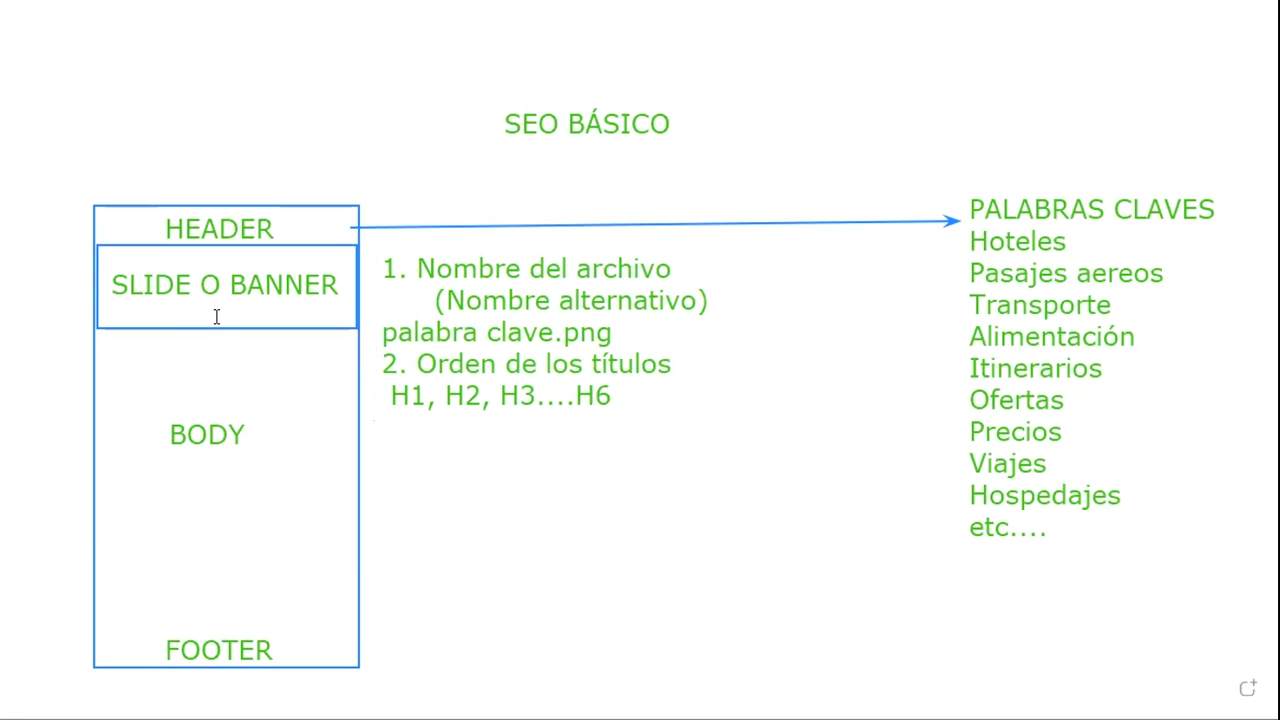 SEO BÁSICO
HEADER
SLIDE O BANNER
BODY
FOOTER
1. Nombre del archivo
(Nombre alternativo)
palabra clave.png
2. Orden de los títulos
H1, H2, H3....H6
PALABRAS CLAVES
Hoteles
Pasajes aereos
Transporte
Alimentación
Itinerarios
Ofertas
Precios
Viajes
Hospedajes
etc....